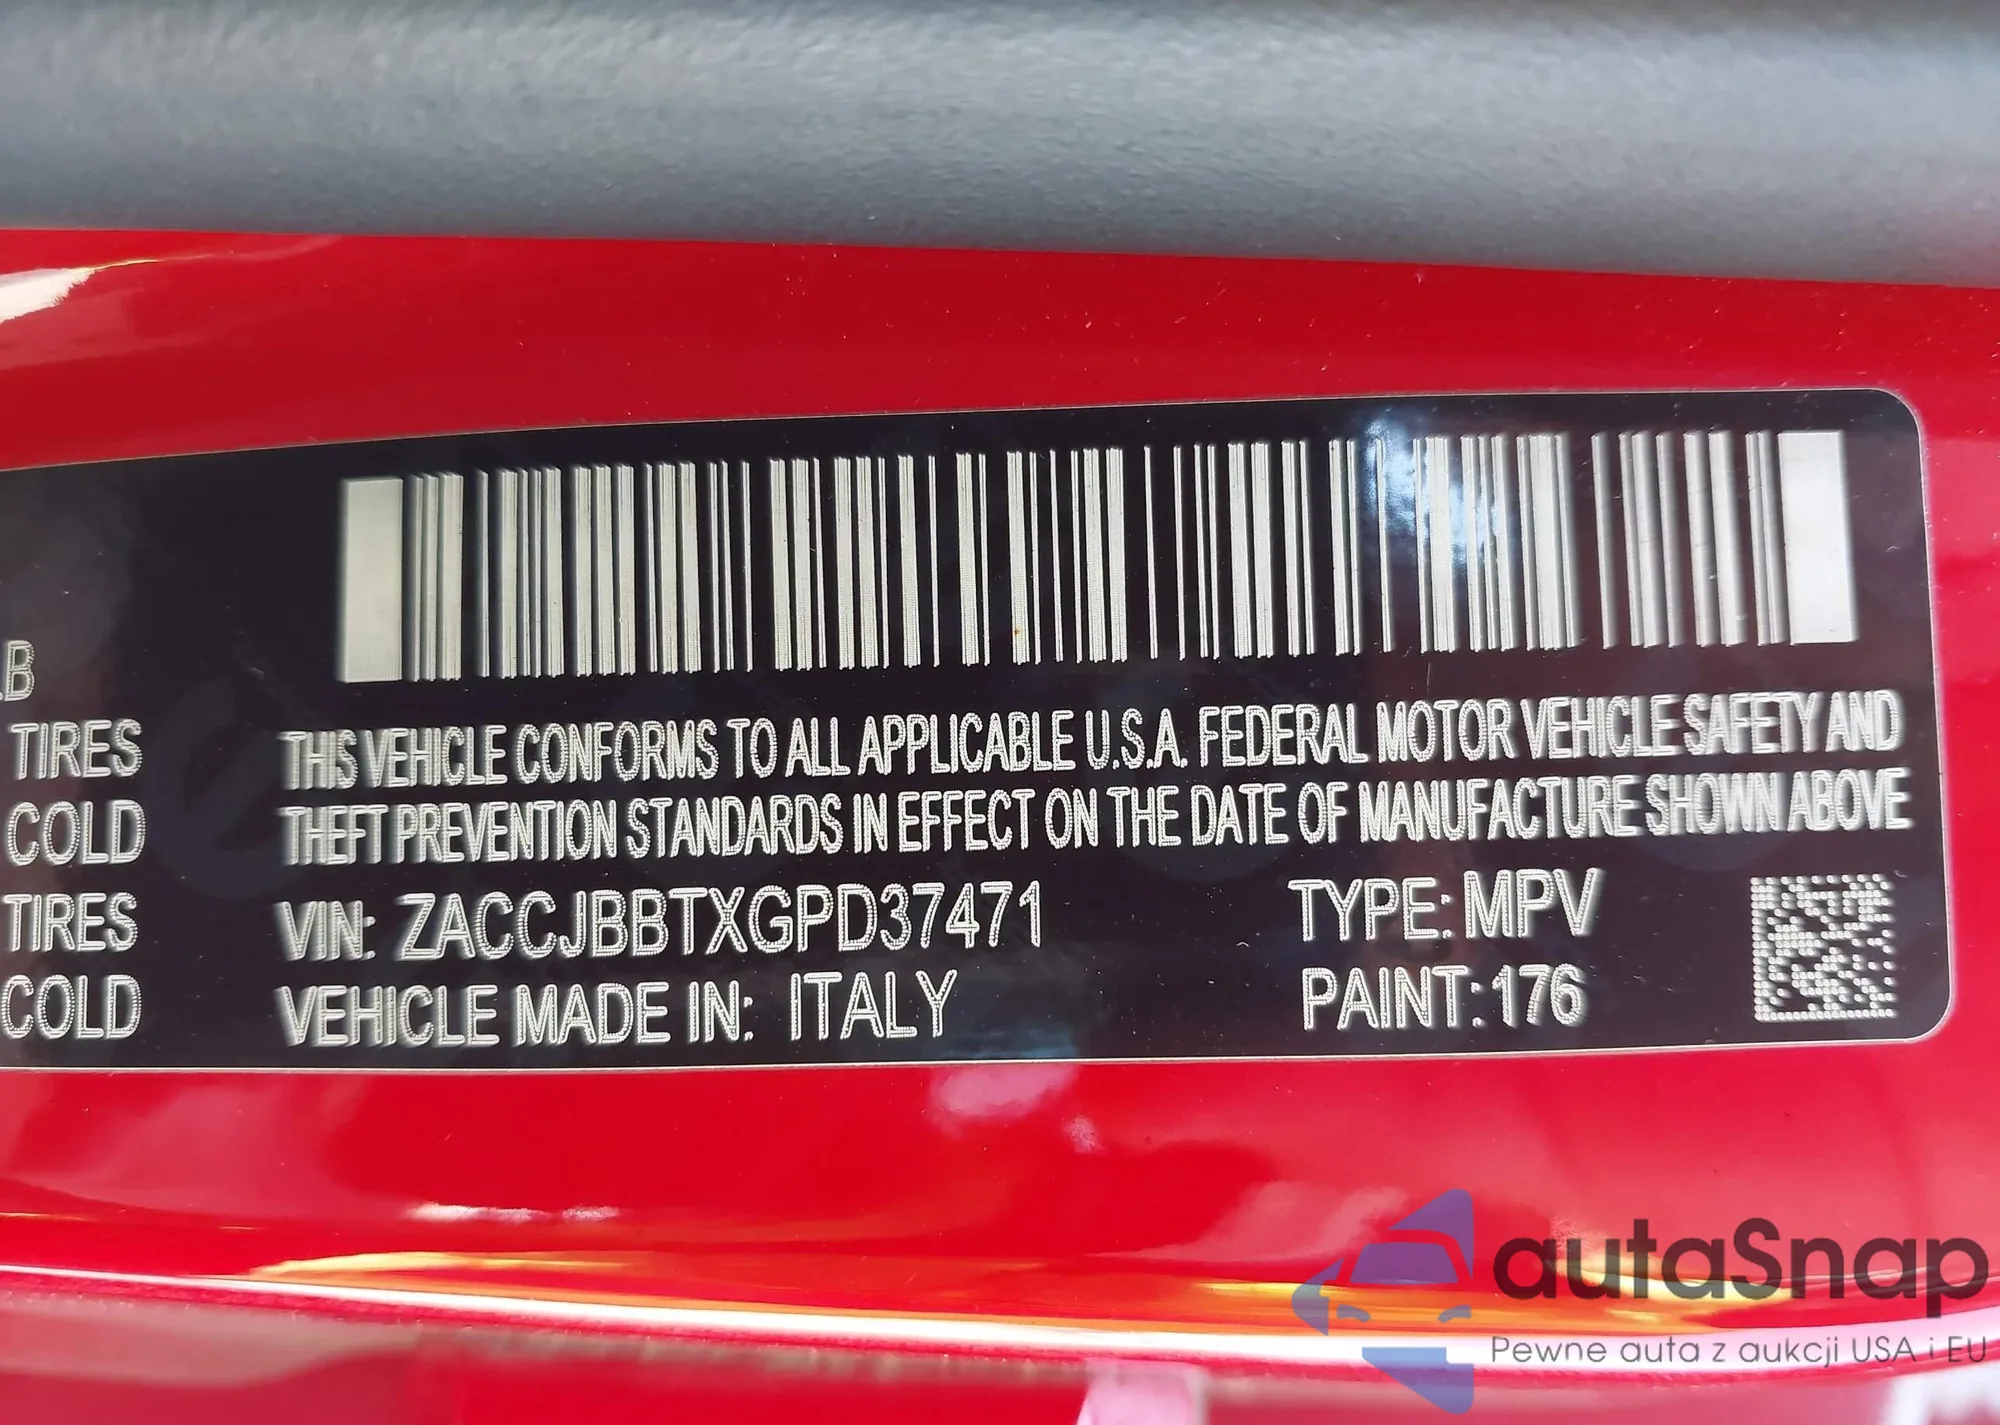 .B
TIRES
COLD
TIRES
COLD
THIS VEHICLE CONFORMS TO ALL APPLICABLE U.S.A. FEDERAL MOTOR VEHICLE SAFETY AND
THEFT PREVENTION STANDARDS IN EFFECT ON THE DATE OF MANUFACTURE SHOWN ABOVE
VIN: ZACCJBBTXGPD37471 TYPE: MPV
VEHICLE MADE IN: ITALY PAINT: 176
autaSnap
Pewne auta z aukcji USA i EU